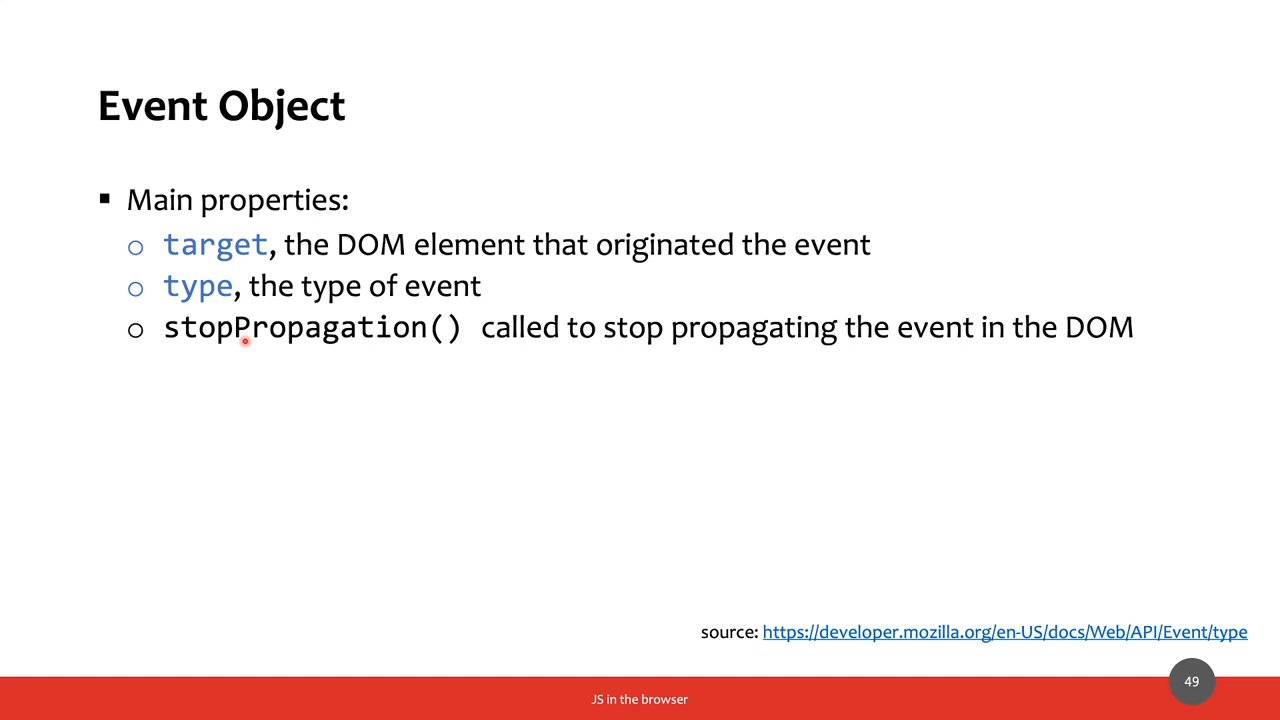 Event Object
▪ Main properties:
o target, the DOM element that originated the event
o type, the type of event
o stopPropagation() called to stop propagating the event in the DOM
source: https://developer.mozilla.org/en-US/docs/Web/API/Event/type
49
JS in the browser